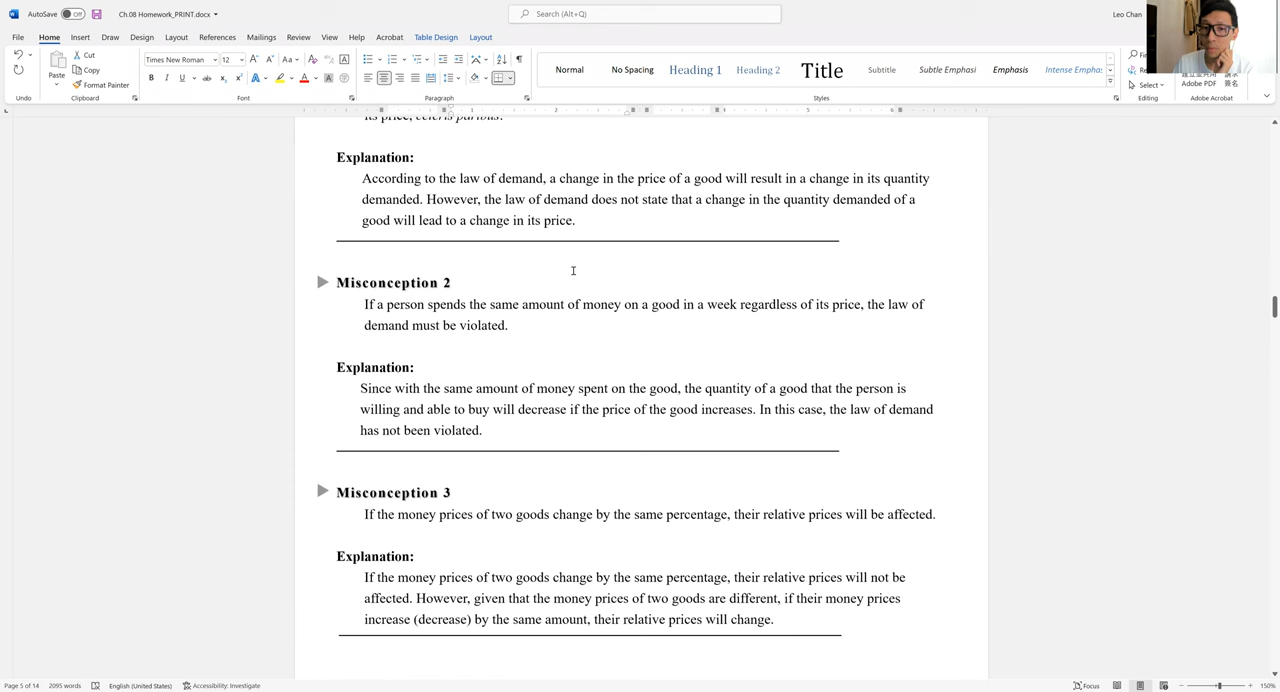 AutoSave Off Ch.08 Homework_PRINT.docx Search (Alt+Q) Leo Chan
File Home Insert Draw Design Layout References Mailings Review View Help Acrobat Table Design Layout
Cut
Copy
Format Painter
Paste
Times New Roman 12
Normal No Spacing Heading 1 Heading 2 Title Subtitle Subtle Emphasi Emphasis Intense Empha
Select
Adobe PDF
Undo Clipboard Font Paragraph Styles Editing Adobe Acrobat
its price, ceteris paribus.
Explanation:
According to the law of demand, a change in the price of a good will result in a change in its quantity
demanded. However, the law of demand does not state that a change in the quantity demanded of a
good will lead to a change in its price.
Misconception 2
If a person spends the same amount of money on a good in a week regardless of its price, the law of
demand must be violated.
Explanation:
Since with the same amount of money spent on the good, the quantity of a good that the person is
willing and able to buy will decrease if the price of the good increases. In this case, the law of demand
has not been violated.
Misconception 3
If the money prices of two goods change by the same percentage, their relative prices will be affected.
Explanation:
If the money prices of two goods change by the same percentage, their relative prices will not be
affected. However, given that the money prices of two goods are different, if their money prices
increase (decrease) by the same amount, their relative prices will change.
Page 5 of 14 2095 words English (United States) Accessibility: Investigate Focus 150%